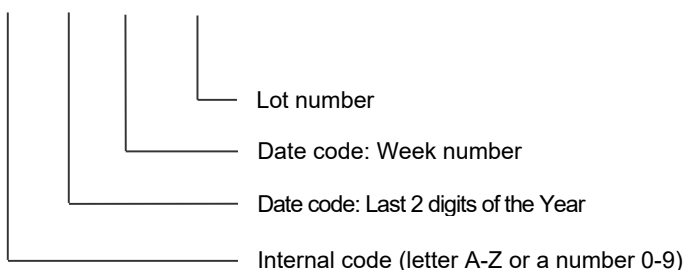 Lot number
Date code: Week number
Date code: Last 2 digits of the Year
Internal code (letter A-Z or a number 0-9)